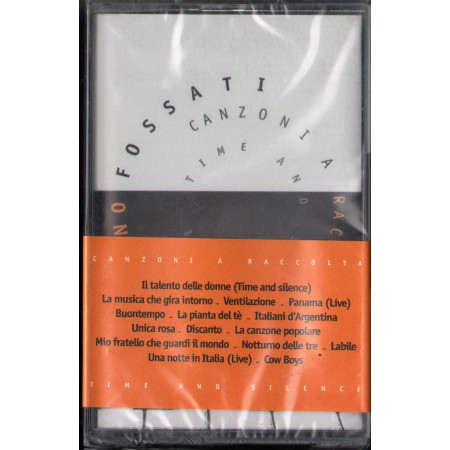 NO FOSSATI
CANZONI A RAC
TIME AND
CANZONI A RACCOLTA
Il talento delle donne (Time and silence)
La musica che gira intorno - Ventilazione - Panama (Live)
Buontempo - La pianta del tè - Italiani d'Argentina
Unica rosa - Discanto - La canzone popolare
Mio fratello che guardi il mondo - Notturno delle tre - Labile
Una notte in Italia (Live) - Cow Boys
TIME AND SILENCE